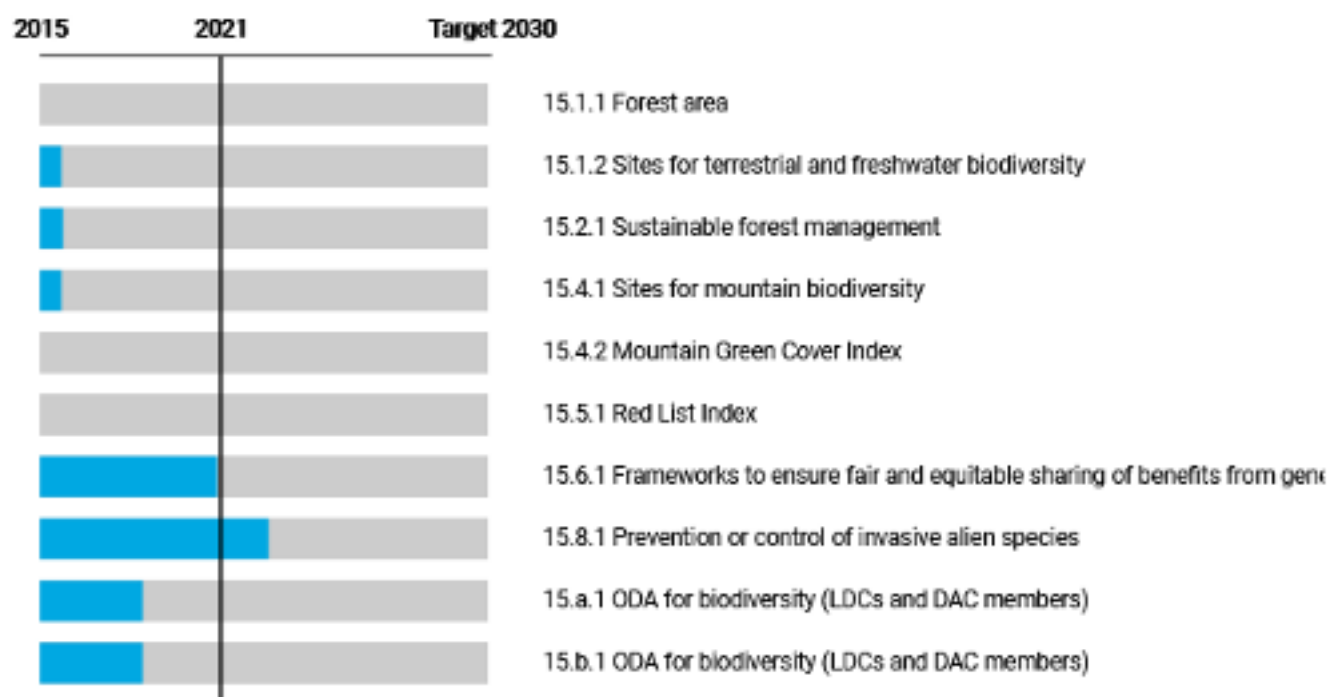 2015 2021 Target 2030
15.1.1 Forest area
15.1.2 Sites for terrestrial and freshwater biodiversity
15.2.1 Sustainable forest management
15.4.1 Sites for mountain biodiversity
15.4.2 Mountain Green Cover Index
15.5.1 Red List Index
15.6.1 Frameworks to ensure fair and equitable sharing of benefits from
15.8.1 Prevention or control of invasive alien species
15.a.1 ODA for biodiversity (LDCs and DAC members)
15.b.1 ODA for biodiversity (LDCs and DAC members)